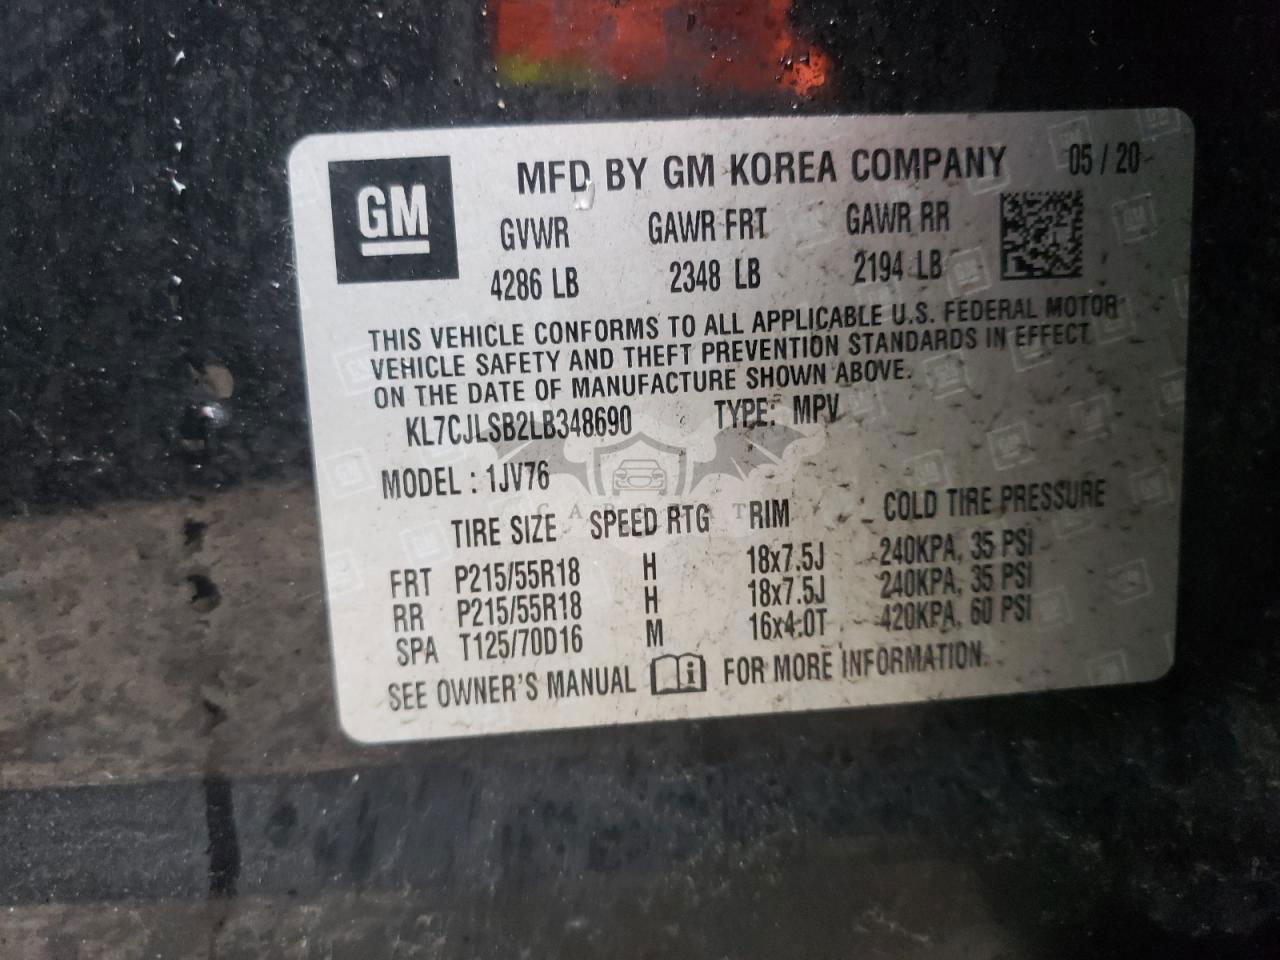 GM
MFD BY GM KOREA COMPANY 05 / 20
GVWR GAWR FRT GAWR RR
4286 LB 2348 LB 2194 LB
THIS VEHICLE CONFORMS TO ALL APPLICABLE U.S. FEDERAL MOTOR
VEHICLE SAFETY AND THEFT PREVENTION STANDARDS IN EFFECT
ON THE DATE OF MANUFACTURE SHOWN ABOVE.
KL7CJLSB2LB348690 TYPE: MPV
MODEL : 1JV76
TIRE SIZE SPEED RTG RIM COLD TIRE PRESSURE
FRT P215/55R18 H 18x7.5J 240KPA, 35 PSI
RR P215/55R18 H 18x7.5J 240KPA, 35 PSI
SPA T125/70D16 M 16x4.0T 420KPA, 60 PSI
SEE OWNER'S MANUAL FOR MORE INFORMATION.